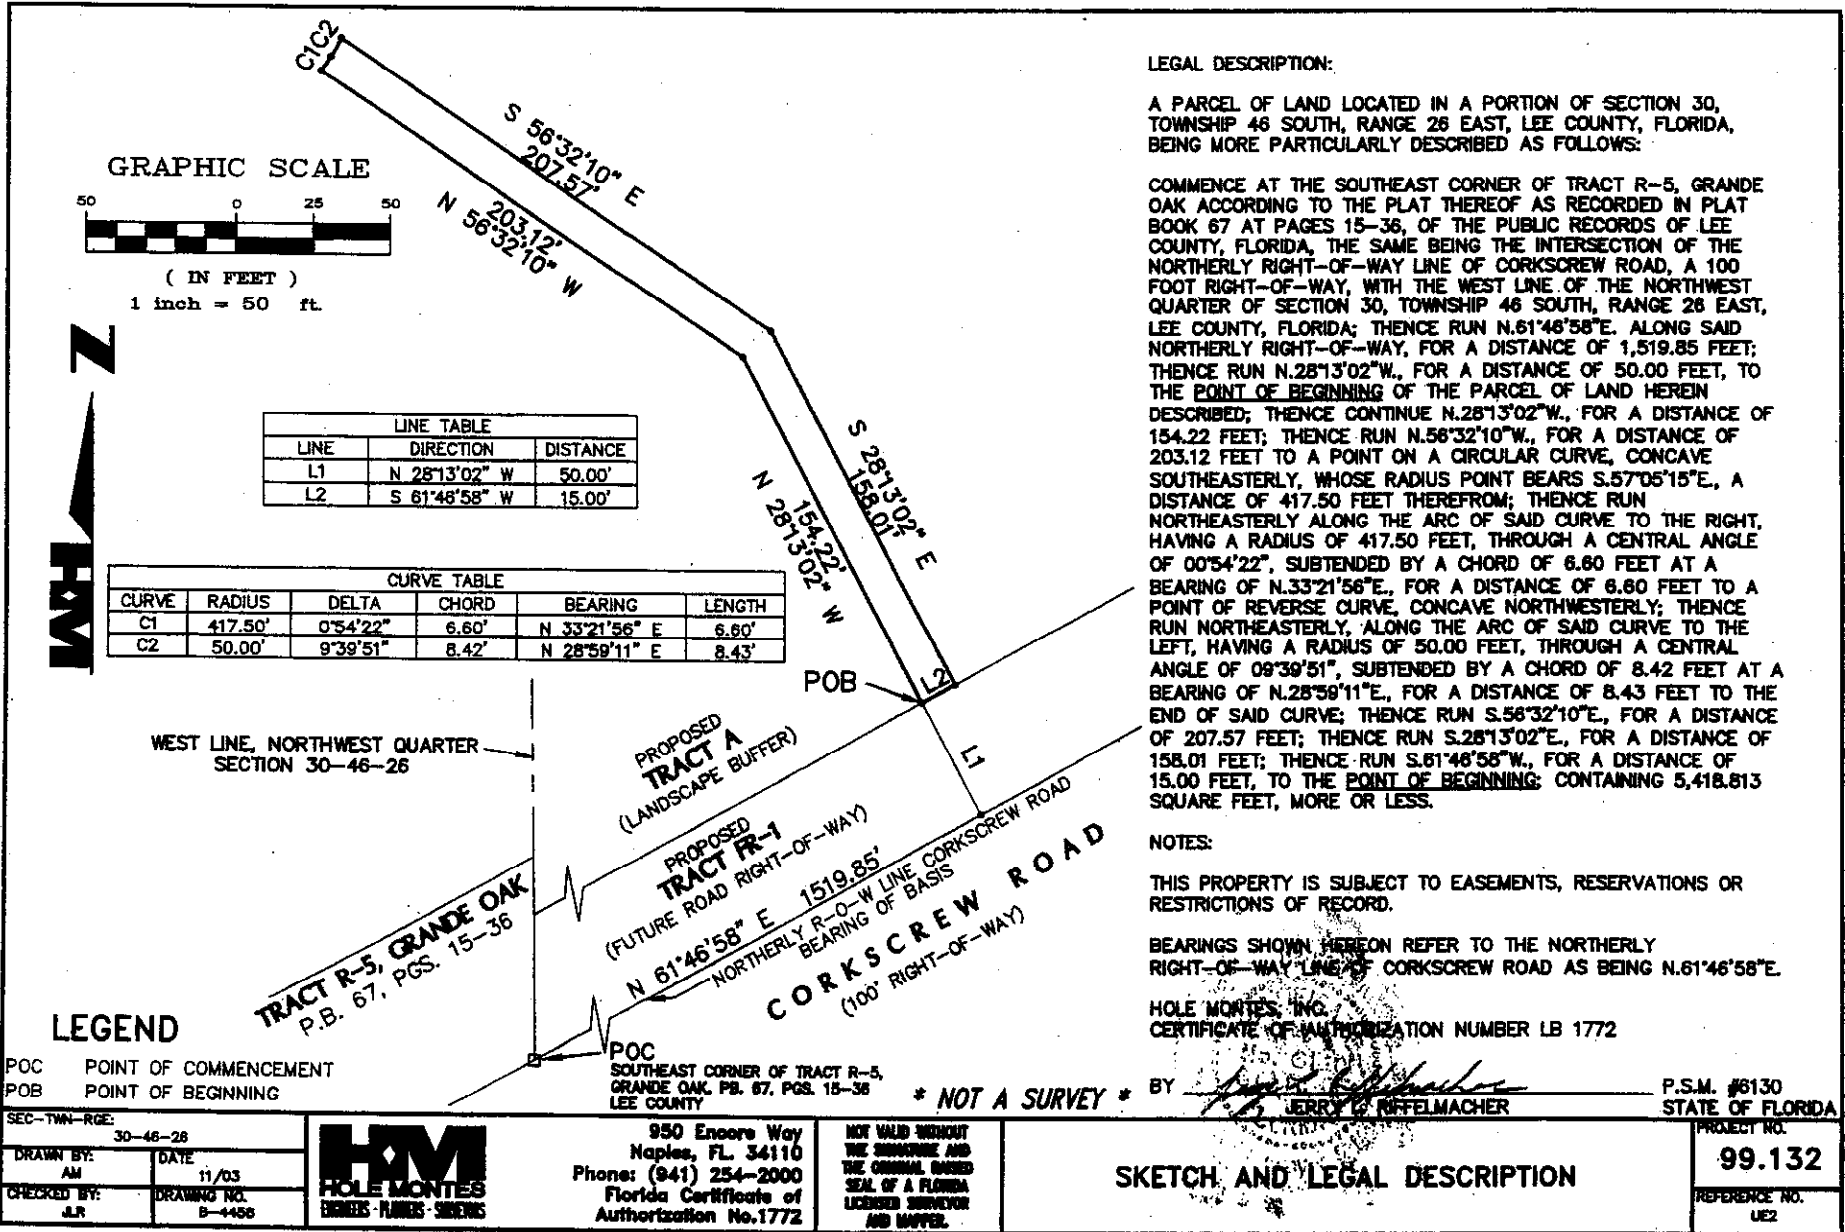 C1
C2
S 56°32'10" E
207.57'
203.12'
N 56°32'10" W
GRAPHIC SCALE
50 0 25 50
( IN FEET )
1 inch = 50 ft.
Z
HM
LINE TABLE
LINE DIRECTION DISTANCE
L1 N 28°13'02" W 50.00'
L2 S 61°46'58" W 15.00'
S 28°13'02" E
158.01'
154.22'
N 28°13'02" W
CURVE TABLE
CURVE RADIUS DELTA CHORD BEARING LENGTH
C1 417.50' 0°54'22" 6.60' N 33°21'56" E 6.60'
C2 50.00' 9°39'51" 8.42' N 28°59'11" E 8.43'
POB
L2
L1
WEST LINE, NORTHWEST QUARTER
SECTION 30-46-26
PROPOSED
TRACT A
(LANDSCAPE BUFFER)
PROPOSED
TRACT FR-1
(FUTURE ROAD RIGHT-OF-WAY)
N 61°46'58" E 1519.85'
NORTHERLY R-O-W LINE CORKSCREW ROAD
BEARING OF BASIS
CORKSCREW ROAD
(100' RIGHT-OF-WAY)
TRACT R-5, GRANDE OAK
P.B. 67, PGS. 15-36
LEGEND
POC POINT OF COMMENCEMENT
POB POINT OF BEGINNING
POC
SOUTHEAST CORNER OF TRACT R-5,
GRANDE OAK. PB. 67, PGS. 15-36
LEE COUNTY
* NOT A SURVEY *
LEGAL DESCRIPTION:
A PARCEL OF LAND LOCATED IN A PORTION OF SECTION 30,
TOWNSHIP 46 SOUTH, RANGE 26 EAST, LEE COUNTY, FLORIDA,
BEING MORE PARTICULARLY DESCRIBED AS FOLLOWS:
COMMENCE AT THE SOUTHEAST CORNER OF TRACT R-5, GRANDE
OAK ACCORDING TO THE PLAT THEREOF AS RECORDED IN PLAT
BOOK 67 AT PAGES 15-36, OF THE PUBLIC RECORDS OF LEE
COUNTY, FLORIDA, THE SAME BEING THE INTERSECTION OF THE
NORTHERLY RIGHT-OF-WAY LINE OF CORKSCREW ROAD, A 100
FOOT RIGHT-OF-WAY, WITH THE WEST LINE OF THE NORTHWEST
QUARTER OF SECTION 30, TOWNSHIP 46 SOUTH, RANGE 26 EAST,
LEE COUNTY, FLORIDA; THENCE RUN N.61°46'58"E. ALONG SAID
NORTHERLY RIGHT-OF-WAY, FOR A DISTANCE OF 1,519.85 FEET;
THENCE RUN N.28°13'02"W., FOR A DISTANCE OF 50.00 FEET, TO
THE POINT OF BEGINNING OF THE PARCEL OF LAND HEREIN
DESCRIBED; THENCE CONTINUE N.28°13'02"W., FOR A DISTANCE OF
154.22 FEET; THENCE RUN N.56°32'10"W., FOR A DISTANCE OF
203.12 FEET TO A POINT ON A CIRCULAR CURVE, CONCAVE
SOUTHEASTERLY, WHOSE RADIUS POINT BEARS S.57°05'15"E., A
DISTANCE OF 417.50 FEET THEREFROM; THENCE RUN
NORTHEASTERLY ALONG THE ARC OF SAID CURVE TO THE RIGHT,
HAVING A RADIUS OF 417.50 FEET, THROUGH A CENTRAL ANGLE
OF 00°54'22", SUBTENDED BY A CHORD OF 6.60 FEET AT A
BEARING OF N.33°21'56"E., FOR A DISTANCE OF 6.60 FEET TO A
POINT OF REVERSE CURVE, CONCAVE NORTHWESTERLY; THENCE
RUN NORTHEASTERLY, ALONG THE ARC OF SAID CURVE TO THE
LEFT, HAVING A RADIUS OF 50.00 FEET, THROUGH A CENTRAL
ANGLE OF 09°39'51", SUBTENDED BY A CHORD OF 8.42 FEET AT A
BEARING OF N.28°59'11"E., FOR A DISTANCE OF 8.43 FEET TO THE
END OF SAID CURVE; THENCE RUN S.56°32'10"E., FOR A DISTANCE
OF 207.57 FEET; THENCE RUN S.28°13'02"E., FOR A DISTANCE OF
158.01 FEET; THENCE RUN S.61°46'58"W., FOR A DISTANCE OF
15.00 FEET, TO THE POINT OF BEGINNING; CONTAINING 5,418.813
SQUARE FEET, MORE OR LESS.
NOTES:
THIS PROPERTY IS SUBJECT TO EASEMENTS, RESERVATIONS OR
RESTRICTIONS OF RECORD.
BEARINGS SHOWN HEREON REFER TO THE NORTHERLY
RIGHT-OF-WAY LINE OF CORKSCREW ROAD AS BEING N.61°46'58"E.
HOLE MONTES, INC.
CERTIFICATE OF AUTHORIZATION NUMBER LB 1772
BY P.S.M. #6130
JERRY L. RIFFELMACHER STATE OF FLORIDA
SEC-TWN-RGE:
30-46-26
DRAWN BY: AM
DATE 11/03
CHECKED BY: JLR
DRAWING NO. B-4456
HM
HOLE MONTES
ENGINEERS · PLANNERS · SURVEYORS
950 Encore Way
Naples, FL. 34110
Phone: (941) 254-2000
Florida Certificate of
Authorization No.1772
NOT VALID WITHOUT
THE SIGNATURE AND
THE ORIGINAL RAISED
SEAL OF A FLORIDA
LICENSED SURVEYOR
AND MAPPER.
SKETCH AND LEGAL DESCRIPTION
PROJECT NO.
99.132
REFERENCE NO.
UE2